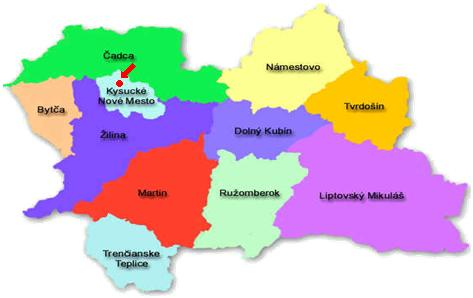 Čadca
Námestovo
Kysucké
Nové Mesto
Bytča
Tvrdošín
Žilina
Dolný Kubín
Martin
Ružomberok
Liptovský Mikuláš
Trenčianske
Teplice